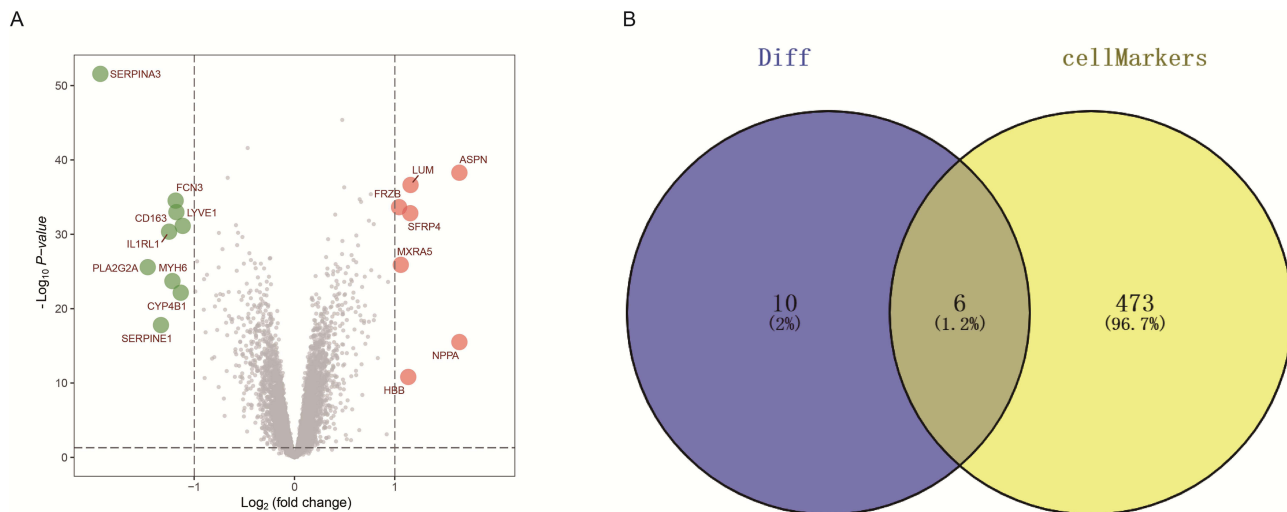 A
B
SERPINA3
FCN3
LYVE1
CD163
IL1RL1
PLA2G2A
MYH6
CYP4B1
SERPINE1
ASPN
LUM
FRZB
SFRP4
MXRA5
NPPA
HBB
50
40
30
20
10
0
-Log10 P-value
−1
0
1
Log2 (fold change)
Diff
cellMarkers
10
(2%)
6
(1.2%)
473
(96.7%)